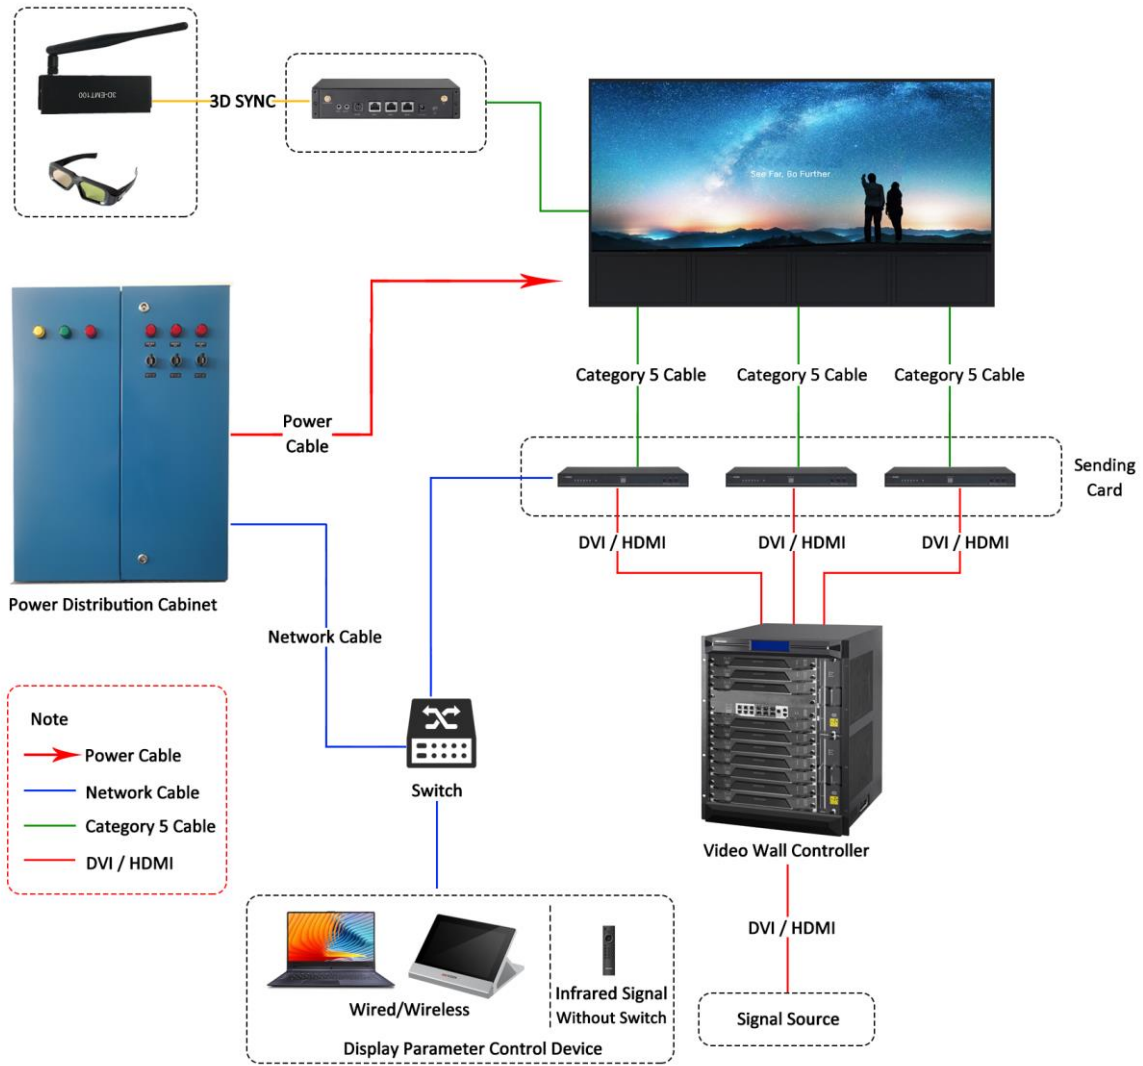 3D-EMT100
3D SYNC
See Far, Go Further
Category 5 Cable
Category 5 Cable
Category 5 Cable
Power
Cable
Sending
Card
DVI / HDMI
DVI / HDMI
DVI / HDMI
Power Distribution Cabinet
Network Cable
Note
Power Cable
Network Cable
Category 5 Cable
DVI / HDMI
Switch
Video Wall Controller
DVI / HDMI
Wired/Wireless
Infrared Signal
Without Switch
Display Parameter Control Device
Signal Source